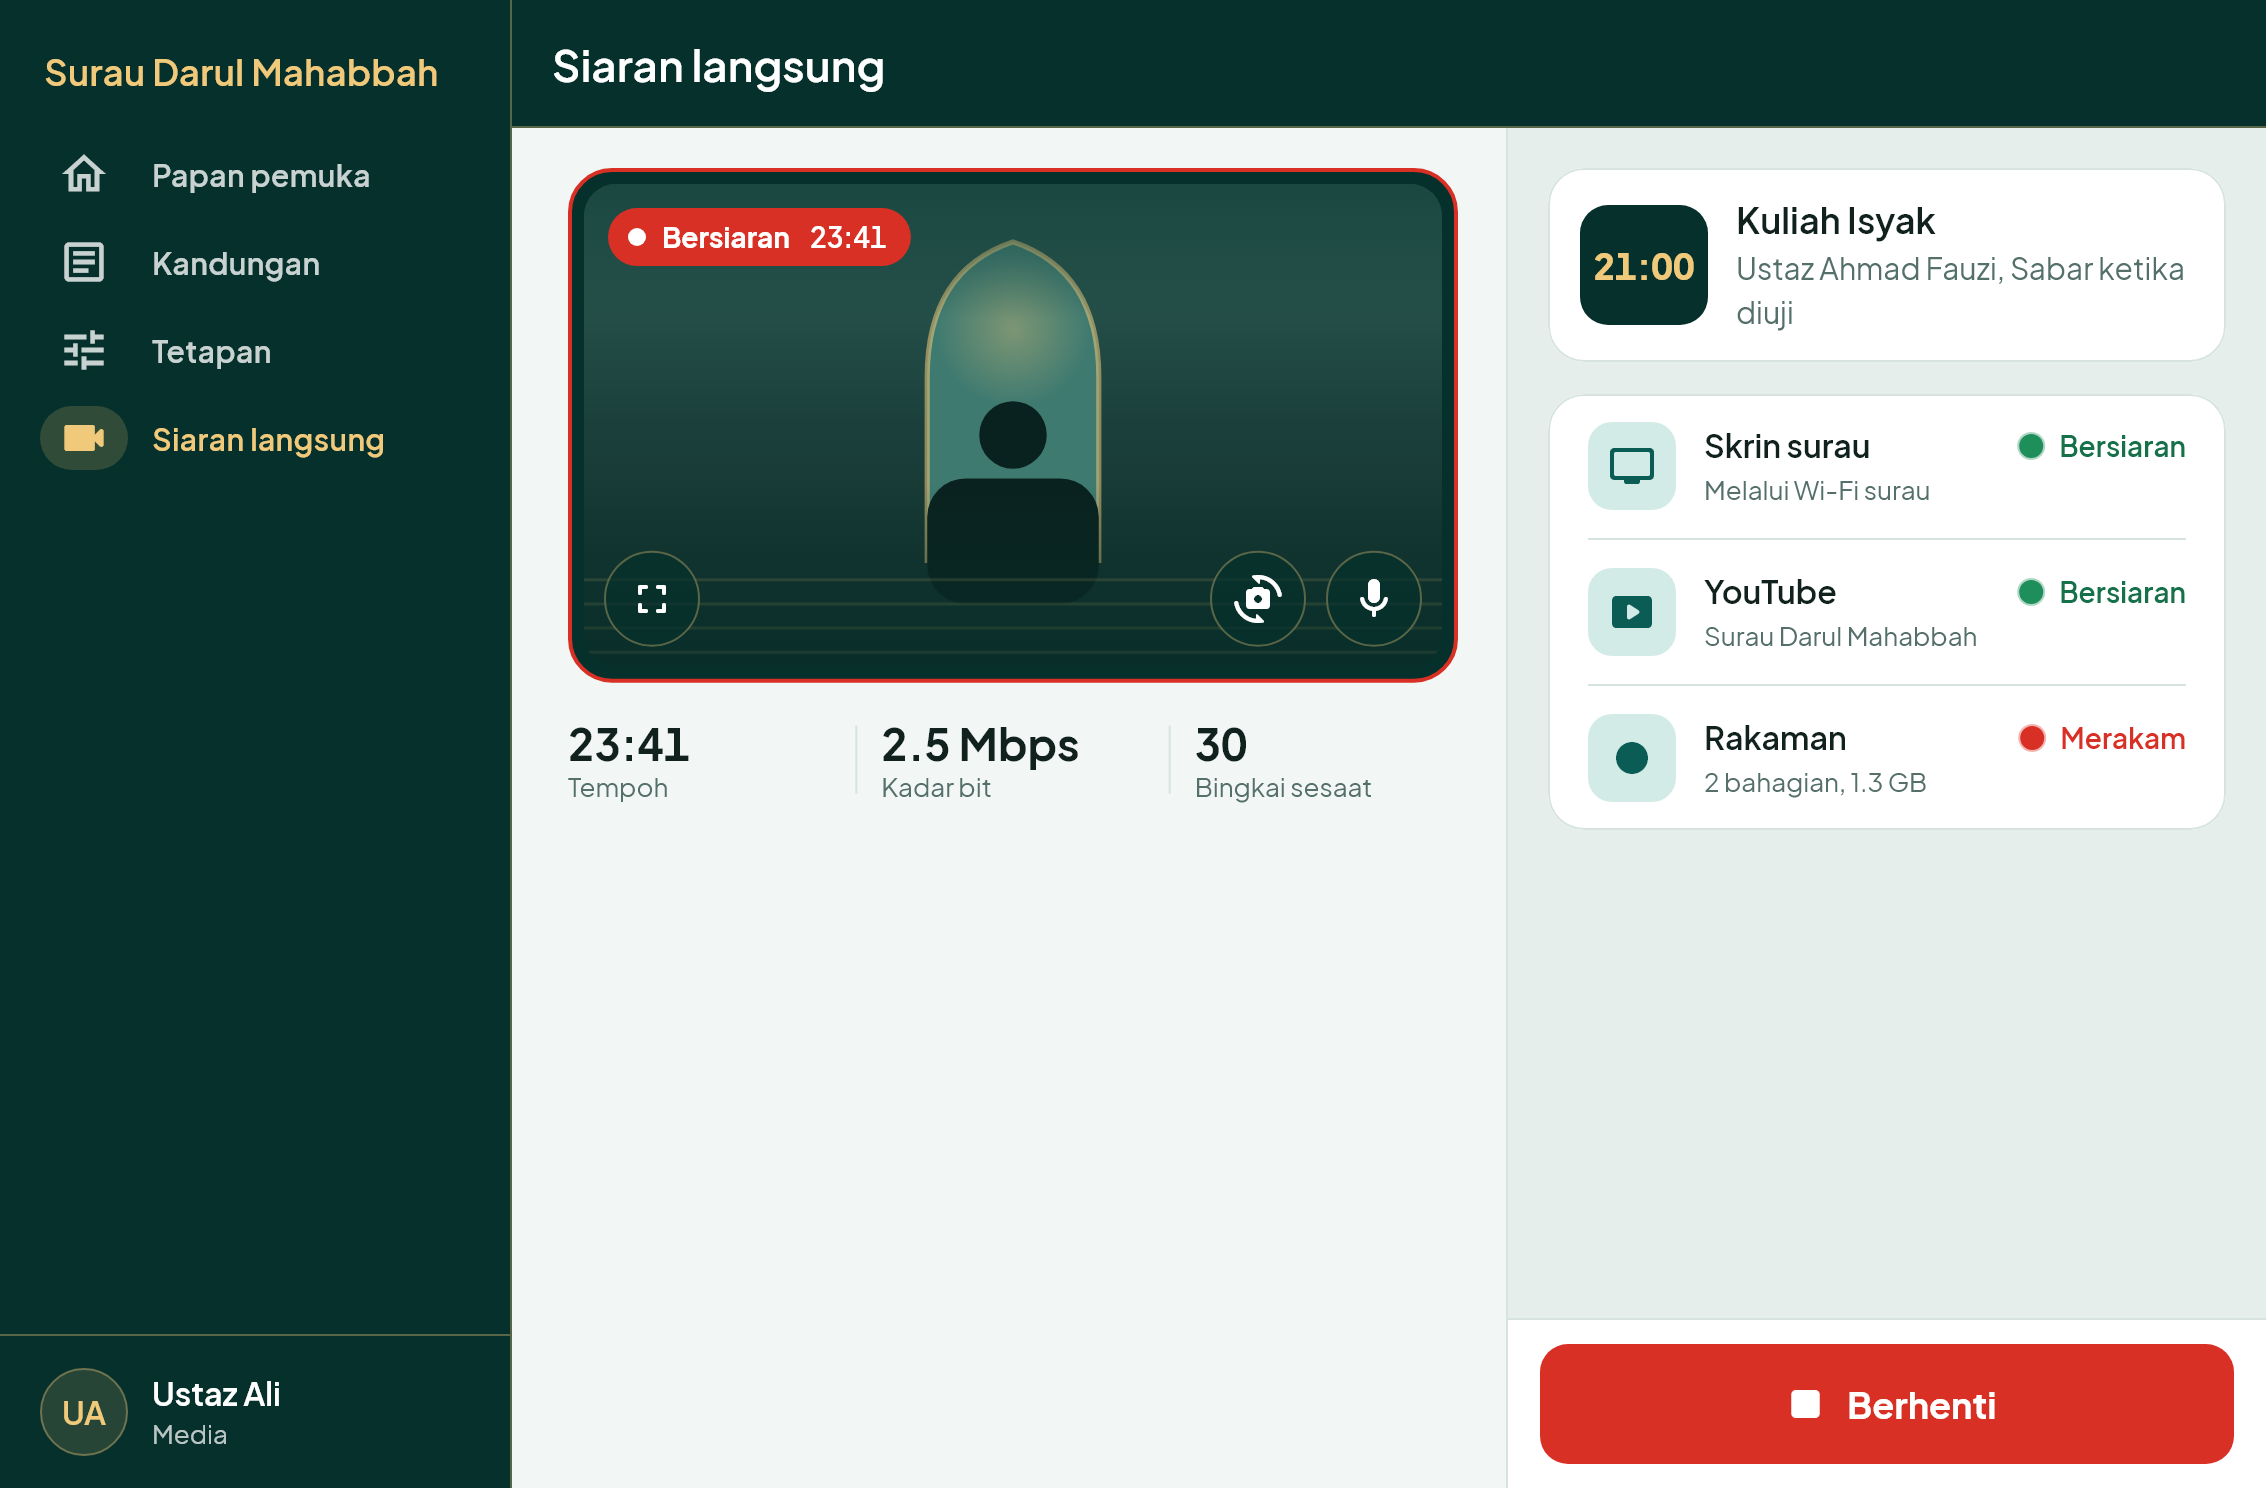 Surau Darul Mahabbah
Papan pemuka
Kandungan
Tetapan
Siaran langsung
Ustaz Ali
Media
UA
Siaran langsung
Bersiaran 23:41
23:41
Tempoh
2.5 Mbps
Kadar bit
30
Bingkai sesaat
21:00
Kuliah Isyak
Ustaz Ahmad Fauzi, Sabar ketika
diuji
Skrin surau
Bersiaran
Melalui Wi-Fi surau
YouTube
Bersiaran
Surau Darul Mahabbah
Rakaman
Merakam
2 bahagian, 1.3 GB
Berhenti